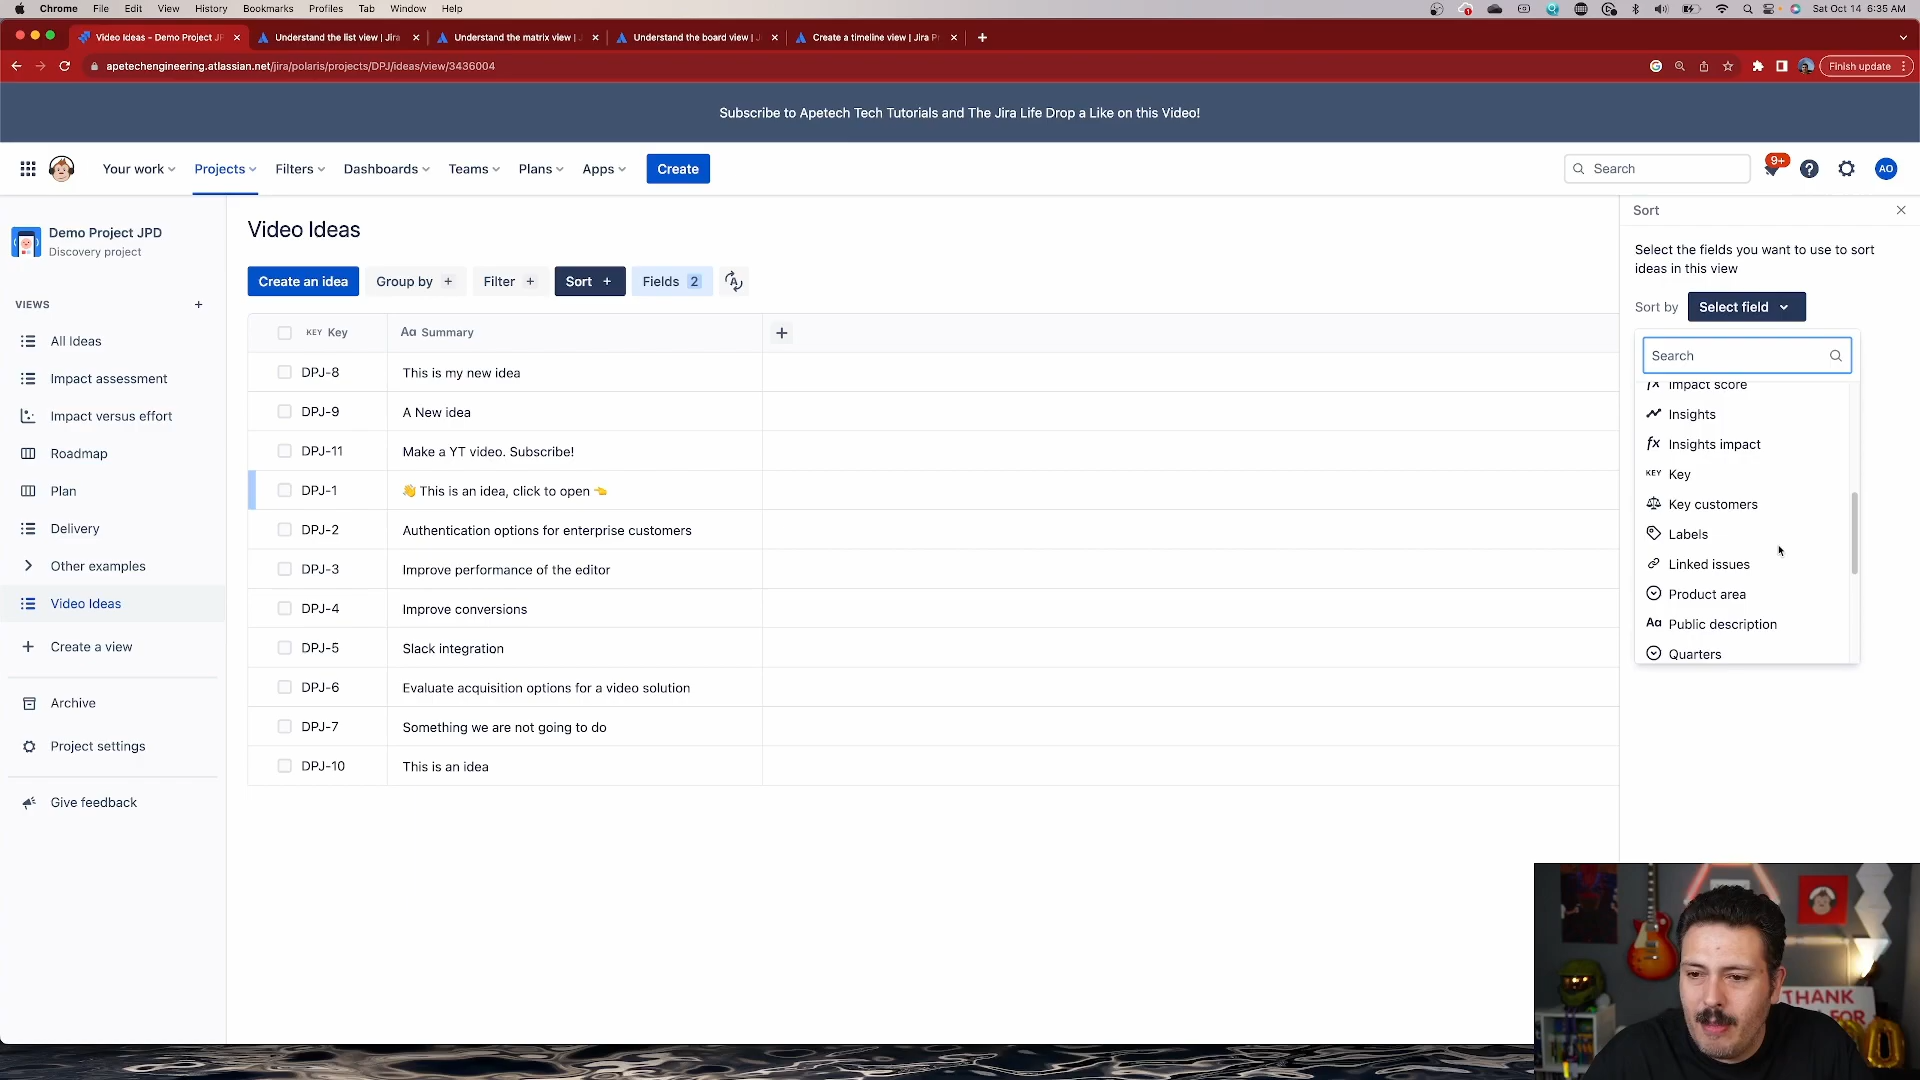 Chrome File Edit View History Bookmarks Profiles Tab Window Help Sat Oct 14 6:35 AM
Video Ideas - Demo Project JP Understand the list view | Jira Understand the matrix view | Understand the board view | J Create a timeline view | Jira P
apetechengineering.atlassian.net/jira/polaris/projects/DPJ/ideas/view/3436004 Finish update
Subscribe to Apetech Tech Tutorials and The Jira Life Drop a Like on this Video!
Your work Projects Filters Dashboards Teams Plans Apps Create Search 9+ AO
Demo Project JPD
Discovery project
VIEWS
All Ideas
Impact assessment
Impact versus effort
Roadmap
Plan
Delivery
Other examples
Video Ideas
Create a view
Archive
Project settings
Give feedback
Video Ideas
Create an idea Group by Filter Sort Fields 2
KEY Key Aa Summary
DPJ-8 This is my new idea
DPJ-9 A New idea
DPJ-11 Make a YT video. Subscribe!
DPJ-1 👋 This is an idea, click to open 👈
DPJ-2 Authentication options for enterprise customers
DPJ-3 Improve performance of the editor
DPJ-4 Improve conversions
DPJ-5 Slack integration
DPJ-6 Evaluate acquisition options for a video solution
DPJ-7 Something we are not going to do
DPJ-10 This is an idea
Sort
Select the fields you want to use to sort
ideas in this view
Sort by Select field
Search
fx Impact score
Insights
fx Insights impact
KEY Key
Key customers
Labels
Linked issues
Product area
Aa Public description
Quarters
THANK
FOR